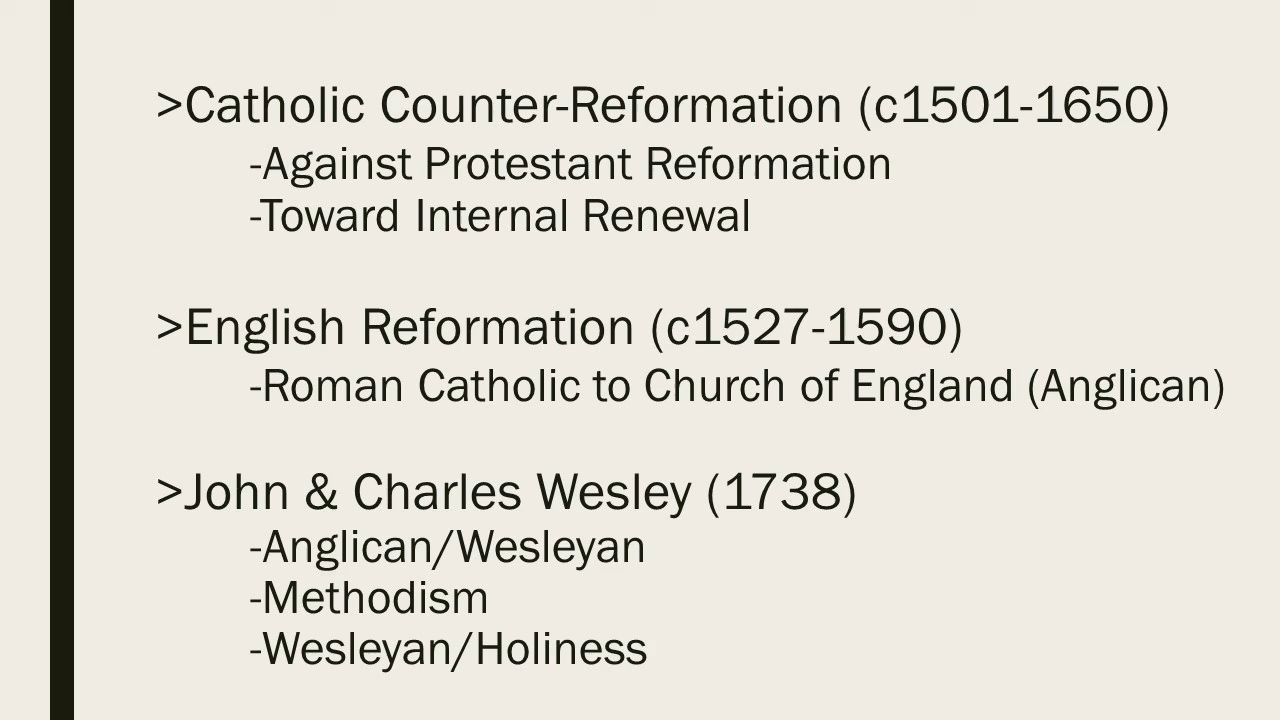 >Catholic Counter-Reformation (c1501-1650)
-Against Protestant Reformation
-Toward Internal Renewal
>English Reformation (c1527-1590)
-Roman Catholic to Church of England (Anglican)
>John & Charles Wesley (1738)
-Anglican/Wesleyan
-Methodism
-Wesleyan/Holiness